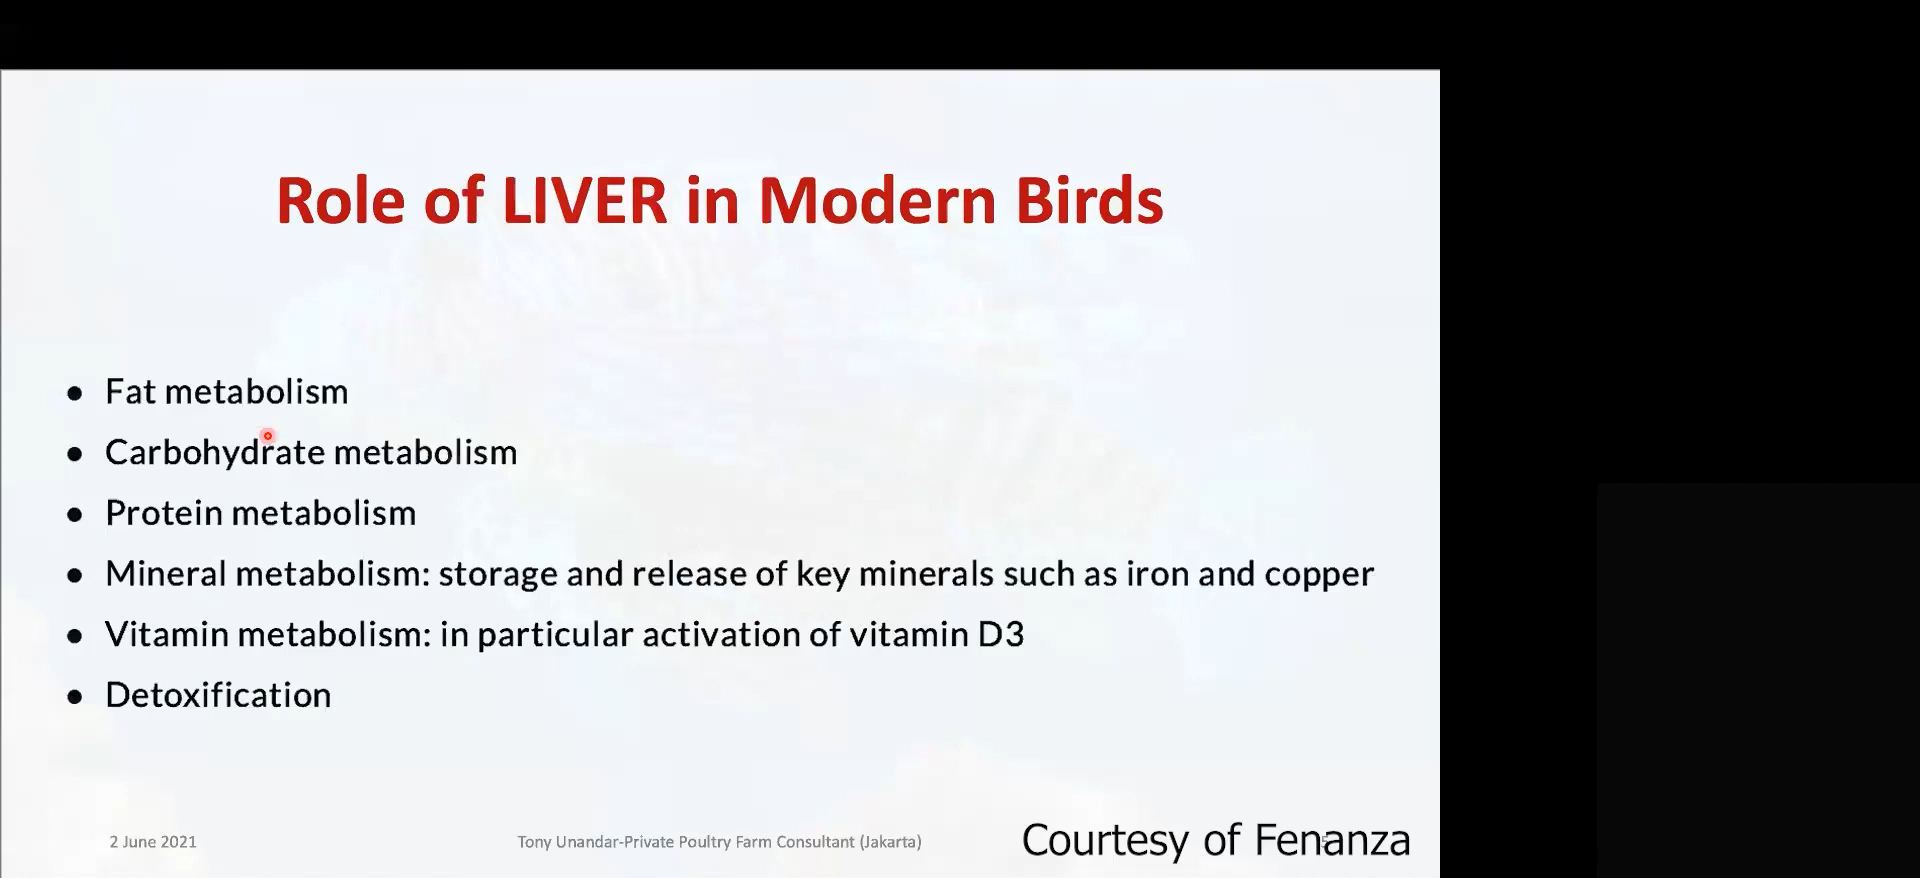 Role of LIVER in Modern Birds
● Fat metabolism
● Carbohydrate metabolism
● Protein metabolism
● Mineral metabolism: storage and release of key minerals such as iron and copper
● Vitamin metabolism: in particular activation of vitamin D3
● Detoxification
2 June 2021
Tony Unandar-Private Poultry Farm Consultant (Jakarta)
Courtesy of Fenanza